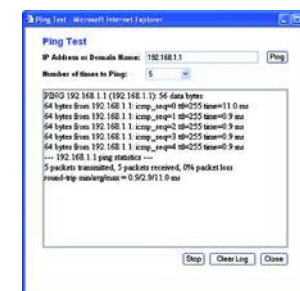 Ping Test - Microsoft Internet Explorer
Ping Test
IP Address or Domain Name: 192.168.1.1 Ping
Number of times to Ping: 5
PING 192.168.1.1 (192.168.1.1): 56 data bytes
64 bytes from 192.168.1.1: icmp_seq=0 ttl=255 time=11.0 ms
64 bytes from 192.168.1.1: icmp_seq=1 ttl=255 time=0.9 ms
64 bytes from 192.168.1.1: icmp_seq=2 ttl=255 time=0.9 ms
64 bytes from 192.168.1.1: icmp_seq=3 ttl=255 time=0.9 ms
64 bytes from 192.168.1.1: icmp_seq=4 ttl=255 time=0.9 ms
--- 192.168.1.1 ping statistics ---
5 packets transmitted, 5 packets received, 0% packet loss
round-trip min/avg/max = 0.9/2.9/11.0 ms
Stop Clear Log Close